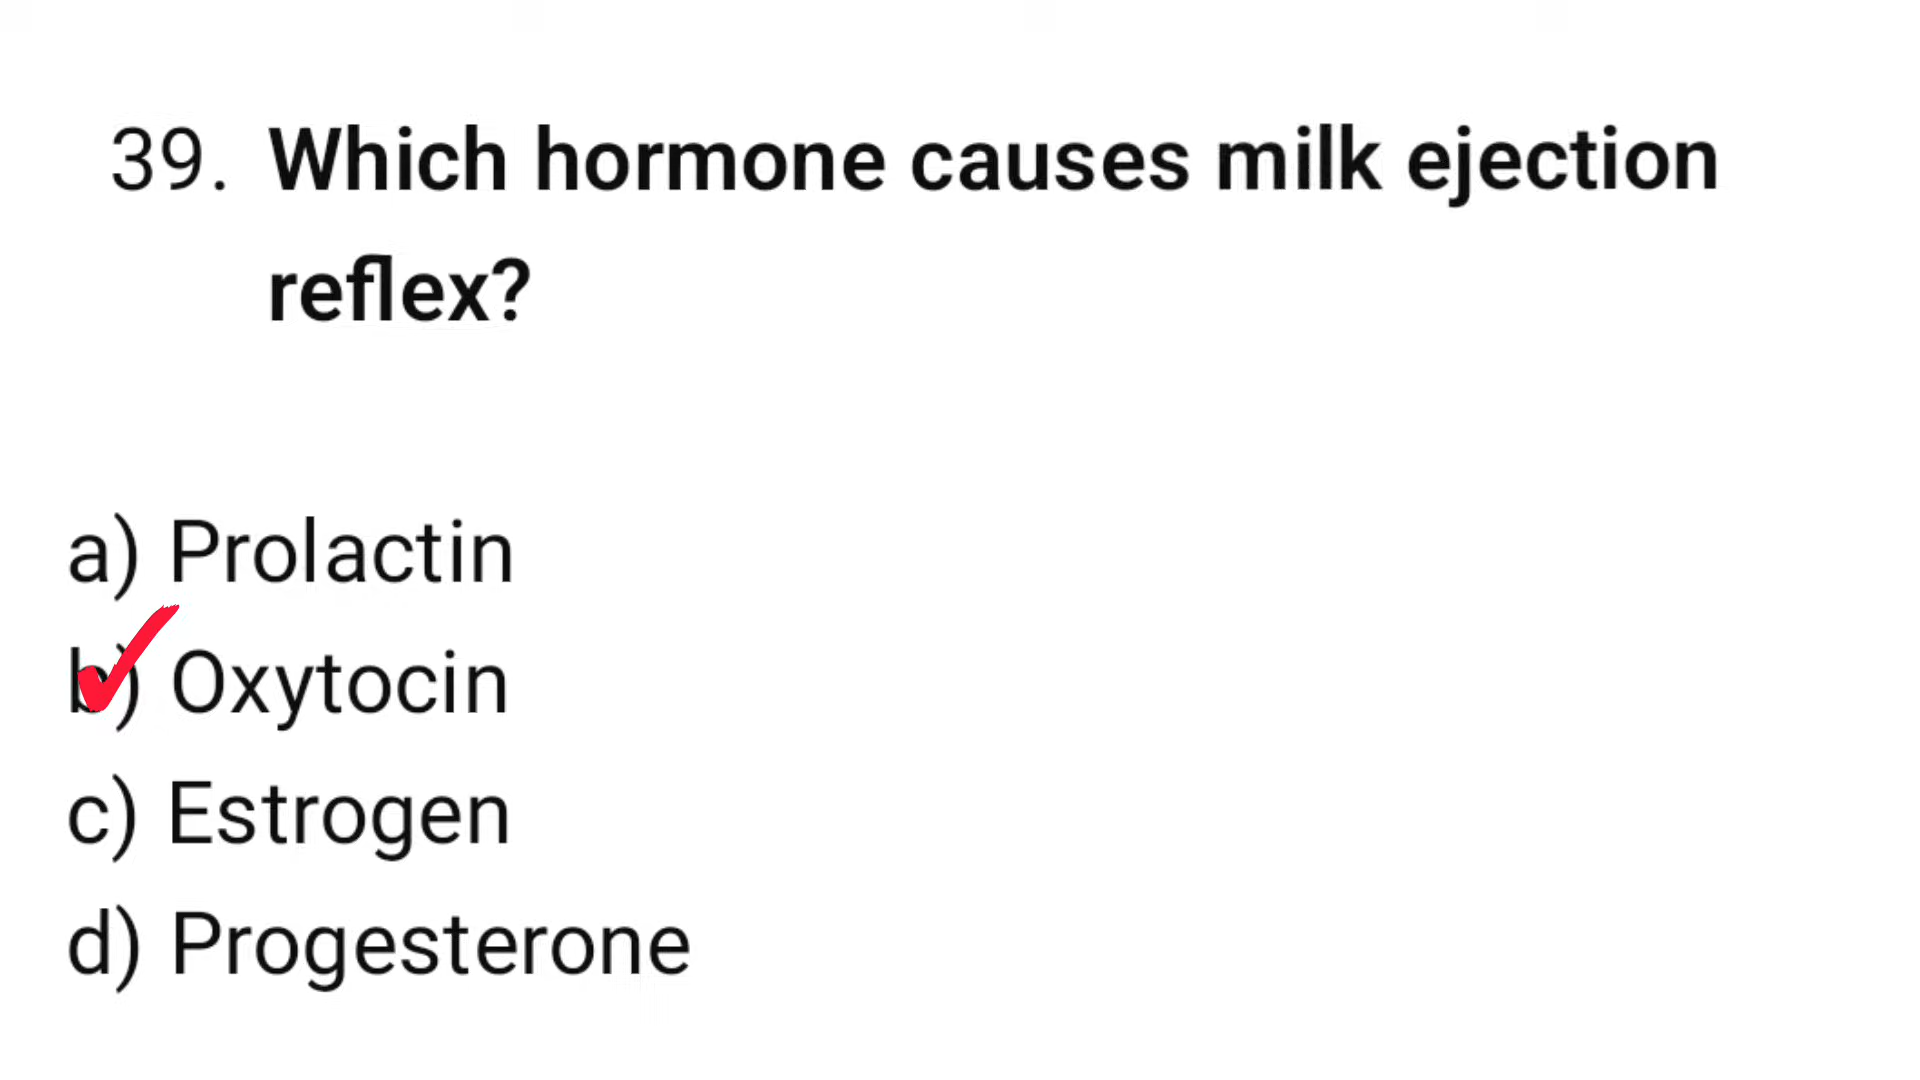 39. Which hormone causes milk ejection
reflex?
a) Prolactin
b) Oxytocin
c) Estrogen
d) Progesterone